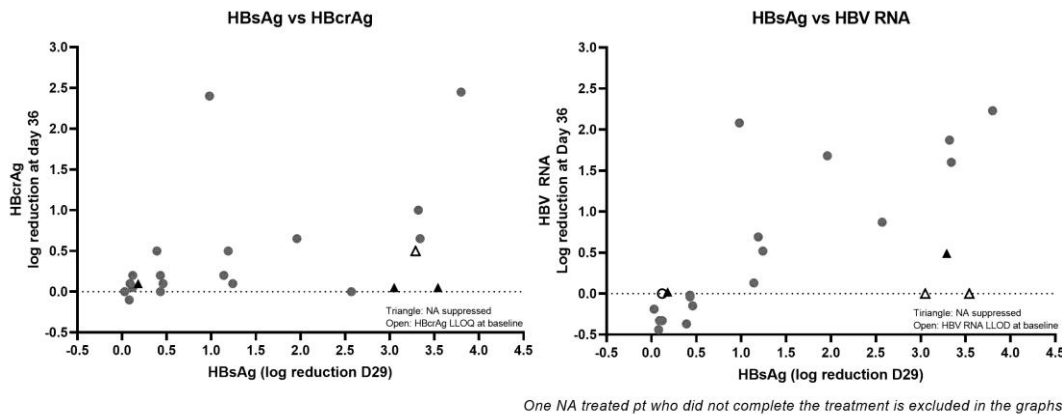 HBsAg vs HBcrAg
HBcrAg
log reduction at day 36
3.0
2.5
2.0
1.5
1.0
0.5
0.0
-0.5
Triangle: NA suppressed
Open: HBcrAg LLOQ at baseline
-0.5 0.0 0.5 1.0 1.5 2.0 2.5 3.0 3.5 4.0 4.5
HBsAg (log reduction D29)
HBsAg vs HBV RNA
HBV RNA
Log reduction at Day 36
3.0
2.5
2.0
1.5
1.0
0.5
0.0
-0.5
Triangle: NA suppressed
Open: HBV RNA LLOD at baseline
-0.5 0.0 0.5 1.0 1.5 2.0 2.5 3.0 3.5 4.0 4.5
HBsAg (log reduction D29)
One NA treated pt who did not complete the treatment is excluded in the graphs